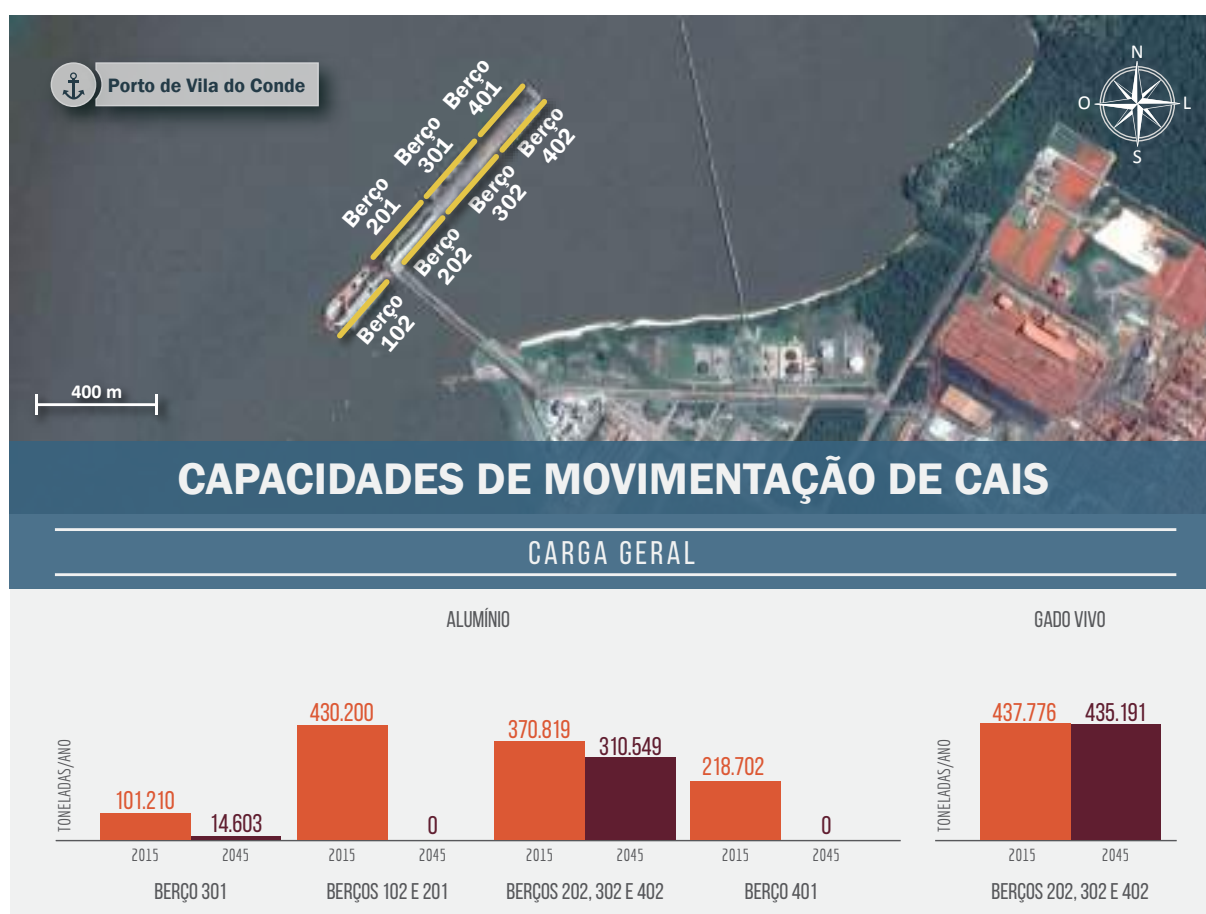 Porto de Vila do Conde
N
O
L
S
Berço
401
Berço
301
Berço
201
Berço
402
Berço
302
Berço
202
Berço
102
400 m
CAPACIDADES DE MOVIMENTAÇÃO DE CAIS
CARGA GERAL
ALUMÍNIO
GADO VIVO
TONELADAS/ANO
101.210
14.603
2015
2045
BERÇO 301
430.200
0
2015
2045
BERÇOS 102 E 201
370.819
310.549
2015
2045
BERÇOS 202, 302 E 402
218.702
0
2015
2045
BERÇO 401
TONELADAS/ANO
437.776
435.191
2015
2045
BERÇOS 202, 302 E 402